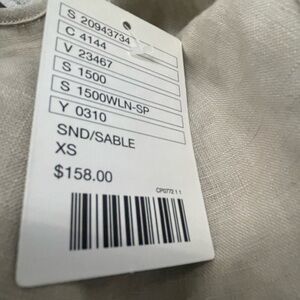 S 20943734
C 4144
V 23467
S 1500
S 1500WLN-SP
Y 0310
SND/SABLE
XS
$158.00
CP0772 1 1